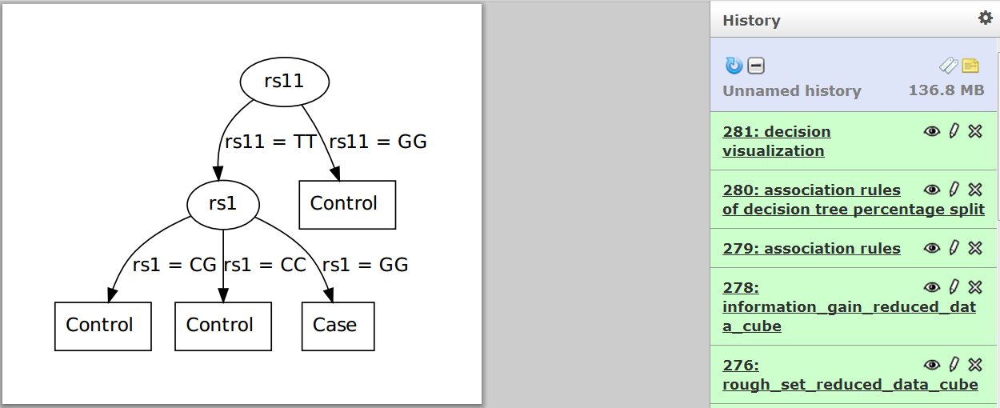 rs11
rs11 = TT
rs11 = GG
rs1
Control
rs1 = CG
rs1 = CC
rs1 = GG
Control
Control
Case
History
Unnamed history
136.8 MB
281: decision
visualization
280: association rules
of decision tree percentage split
279: association rules
278:
information_gain_reduced_dat
a_cube
276:
rough_set_reduced_data_cube